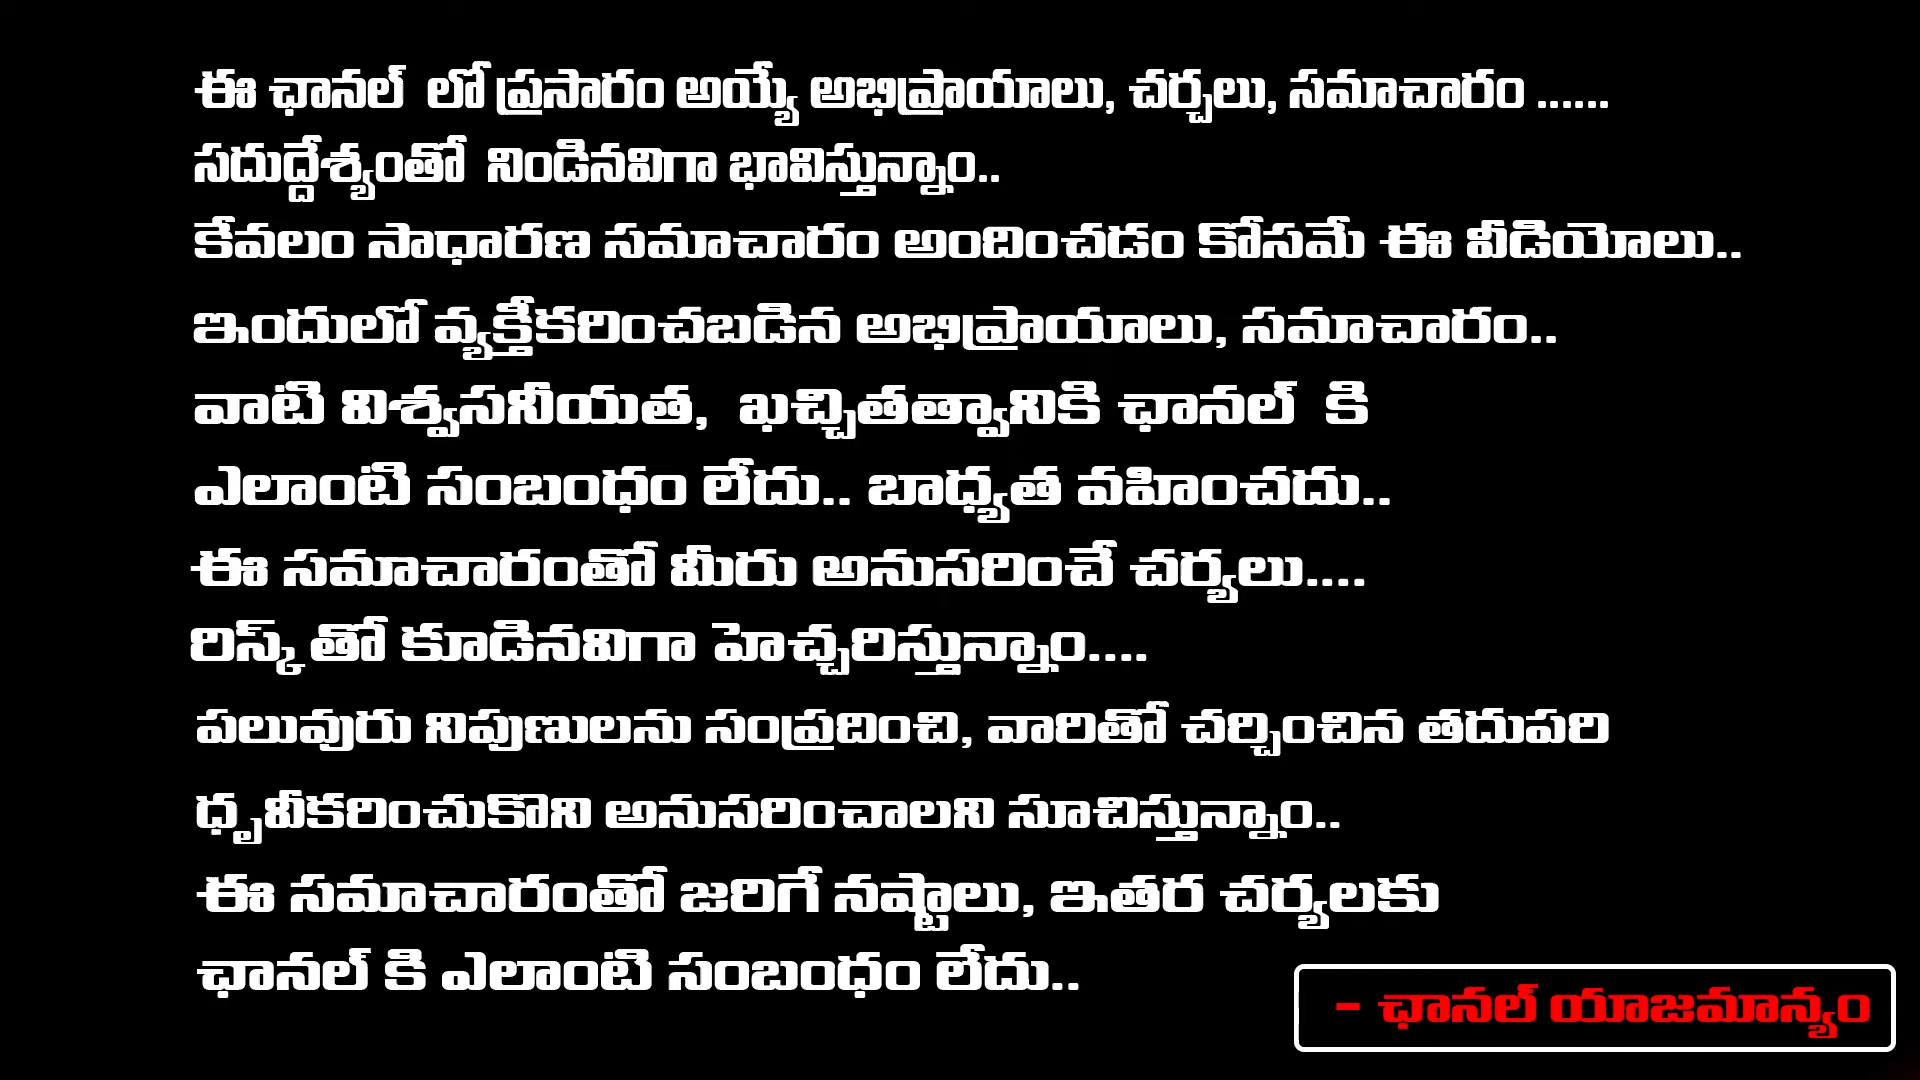 ఈ ఛానల్ లో ప్రసారం అయ్యే అభిప్రాయాలు, చర్చలు, సమాచారం ......
సదుద్దేశ్యంతో నిండినవిగా భావిస్తున్నాం..
కేవలం సాధారణ సమాచారం అందించడం కోసమే ఈ వీడియోలు..
ఇందులో వ్యక్తీకరించబడిన అభిప్రాయాలు, సమాచారం..
వాటి విశ్వసనీయత, ఖచ్చితత్వానికి ఛానల్ కి
ఎలాంటి సంబంధం లేదు.. బాధ్యత వహించదు..
ఈ సమాచారంతో మీరు అనుసరించే చర్యలు....
రిస్క్ తో కూడినవిగా హెచ్చరిస్తున్నాం....
పలువురు నిపుణులను సంప్రదించి, వారితో చర్చించిన తదుపరి
ధృవీకరించుకొని అనుసరించాలని సూచిస్తున్నాం..
ఈ సమాచారంతో జరిగే నష్టాలు, ఇతర చర్యలకు
ఛానల్ కి ఎలాంటి సంబంధం లేదు..
- ఛానల్ యాజమాన్యం